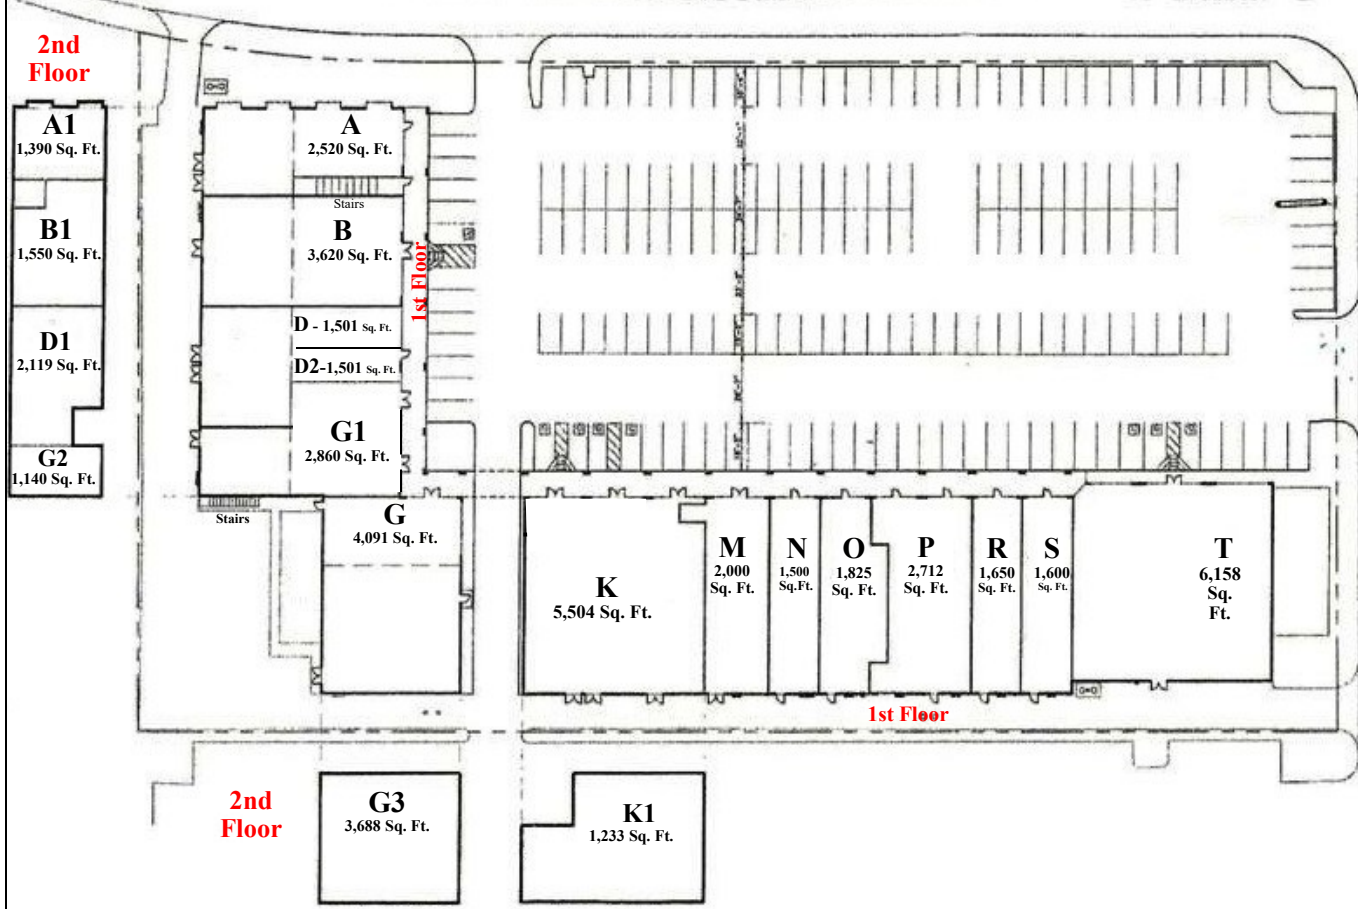 2nd
Floor
A1
1,390 Sq. Ft.
B1
1,550 Sq. Ft.
D1
2,119 Sq. Ft.
G2
1,140 Sq. Ft.
A
2,520 Sq. Ft.
Stairs
B
3,620 Sq. Ft.
1st Floor
D - 1,501 Sq. Ft.
D2-1,501 Sq. Ft.
G1
2,860 Sq. Ft.
Stairs
G
4,091 Sq. Ft.
K
5,504 Sq. Ft.
M
2,000
Sq. Ft.
N
1,500
Sq.Ft.
O
1,825
Sq. Ft.
P
2,712
Sq. Ft.
R
1,650
Sq. Ft.
S
1,600
Sq. Ft.
T
6,158
Sq.
Ft.
1st Floor
2nd
Floor
G3
3,688 Sq. Ft.
K1
1,233 Sq. Ft.